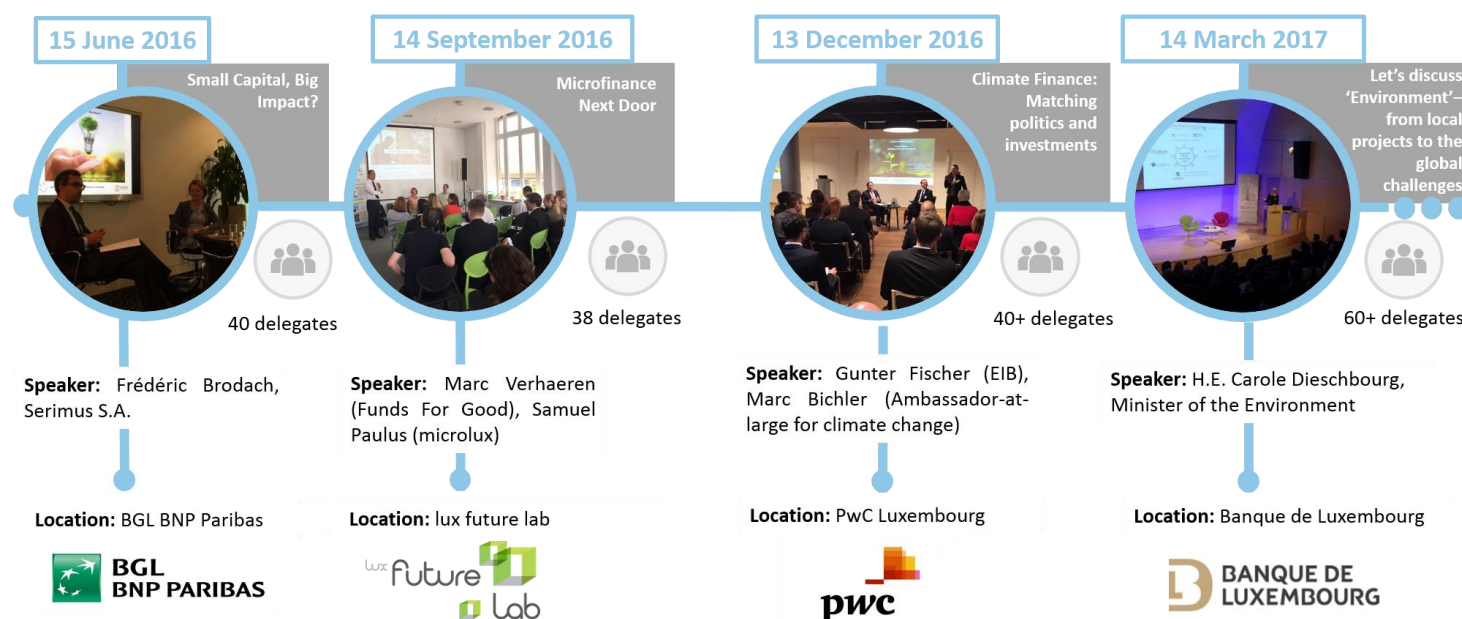 15 June 2016
Small Capital, Big
Impact?
40 delegates
Speaker: Frédéric Brodach,
Serimus S.A.
Location: BGL BNP Paribas
BGL
BNP PARIBAS
14 September 2016
Microfinance
Next Door
38 delegates
Speaker: Marc Verhaeren
(Funds For Good), Samuel
Paulus (microlux)
Location: lux future lab
lux future
lab
13 December 2016
Climate Finance:
Matching
politics and
investments
40+ delegates
Speaker: Gunter Fischer (EIB),
Marc Bichler (Ambassador-at-
large for climate change)
Location: PwC Luxembourg
pwc
14 March 2017
Let's discuss
‘Environment’–
from local
projects to the
global
challenges
60+ delegates
Speaker: H.E. Carole Dieschbourg,
Minister of the Environment
Location: Banque de Luxembourg
BANQUE DE
LUXEMBOURG